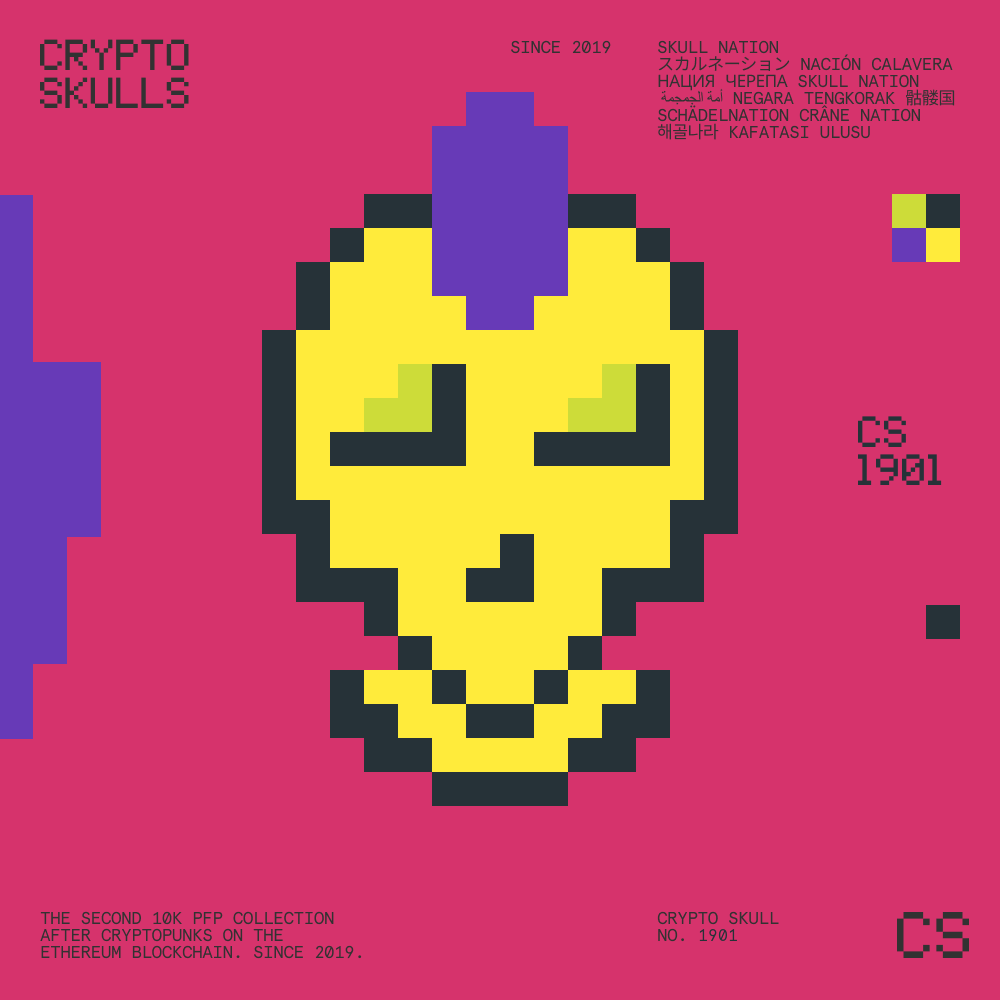 CRYPTO
SKULLS
SINCE 2019
SKULL NATION
スカルネーション NACIÓN CALAVERA
НАЦИЯ ЧЕРЕПА SKULL NATION
أمة الجمجمة NEGARA TENGKORAK 骷髅国
SCHÄDELNATION CRÂNE NATION
해골나라 KAFATASI ULUSU
CS
1901
THE SECOND 10K PFP COLLECTION
AFTER CRYPTOPUNKS ON THE
ETHEREUM BLOCKCHAIN. SINCE 2019.
CRYPTO SKULL
NO. 1901
CS